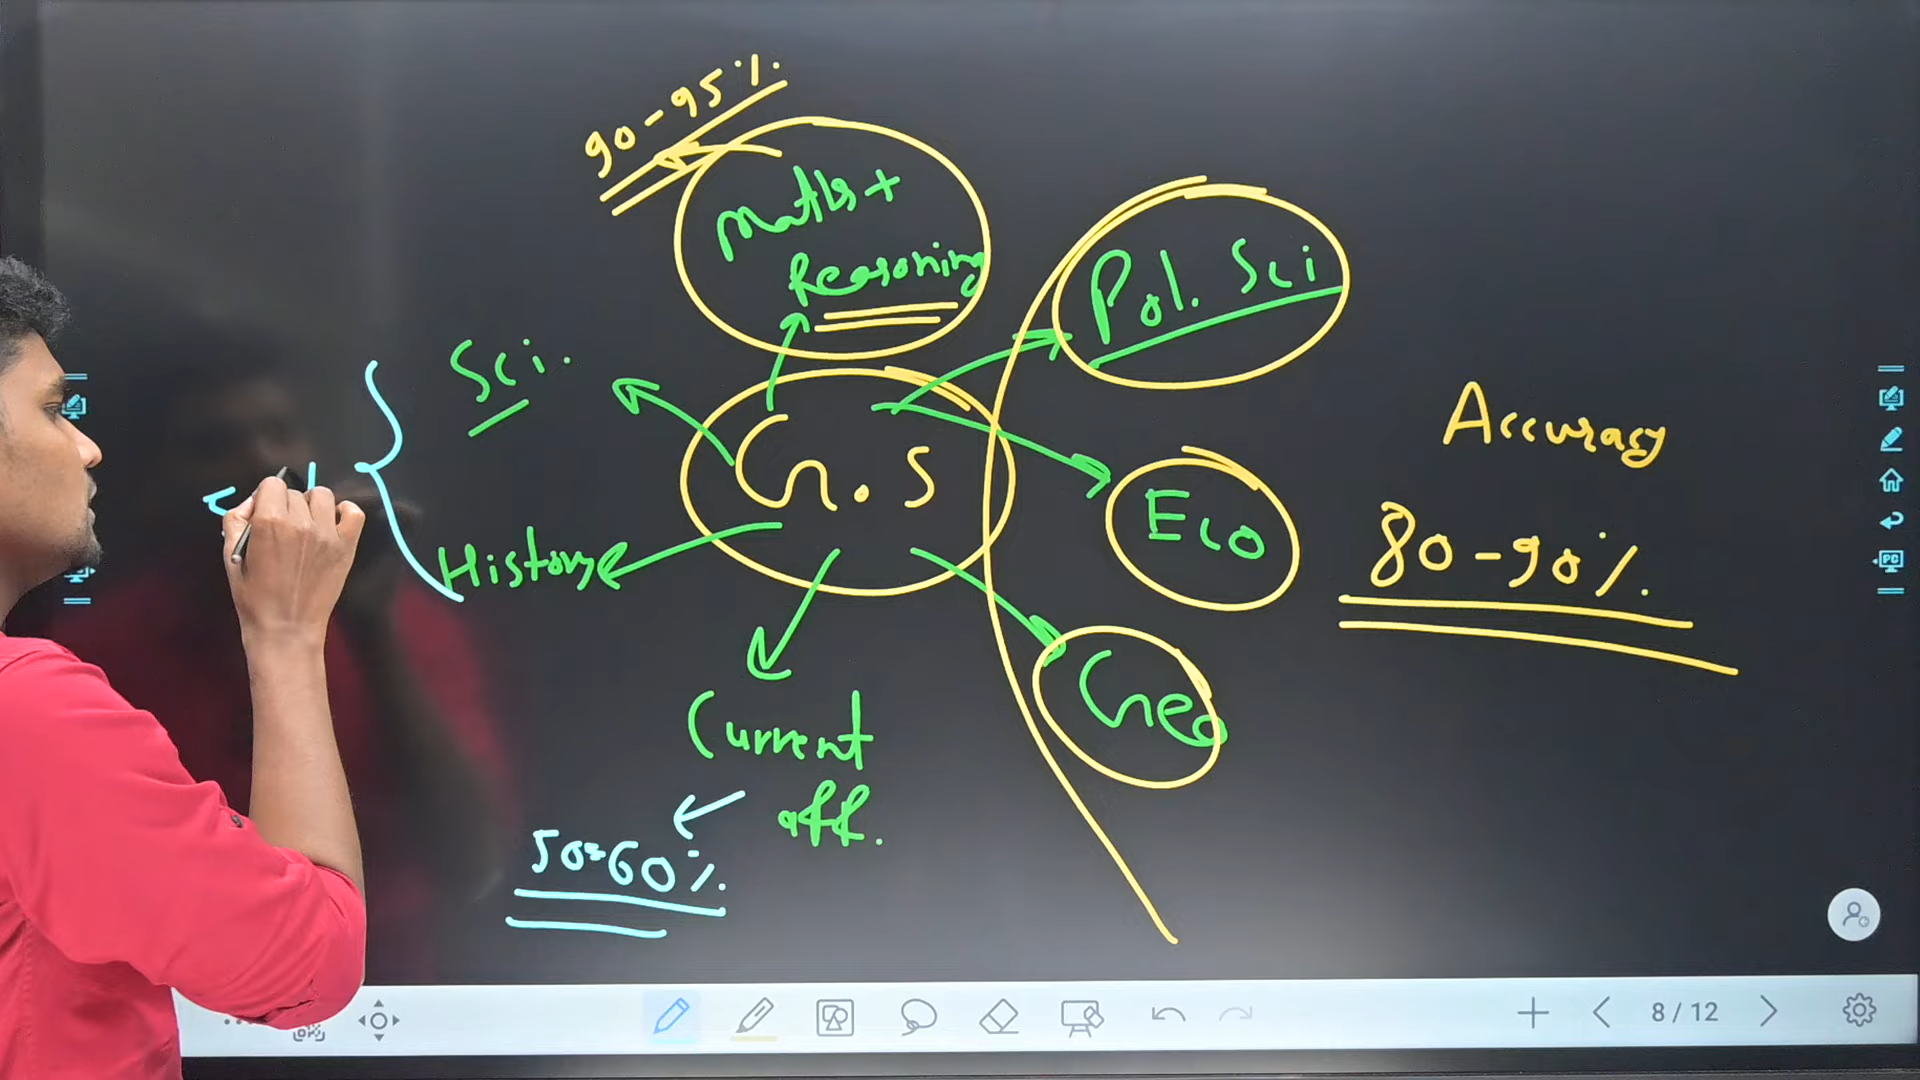 90-95%
Maths +
Reasoning
Pol. Sci
Sci.
G.S
Accuracy
Eco
80-90%.
History
Geo
Current
aff.
50-60%.
8/12
PC